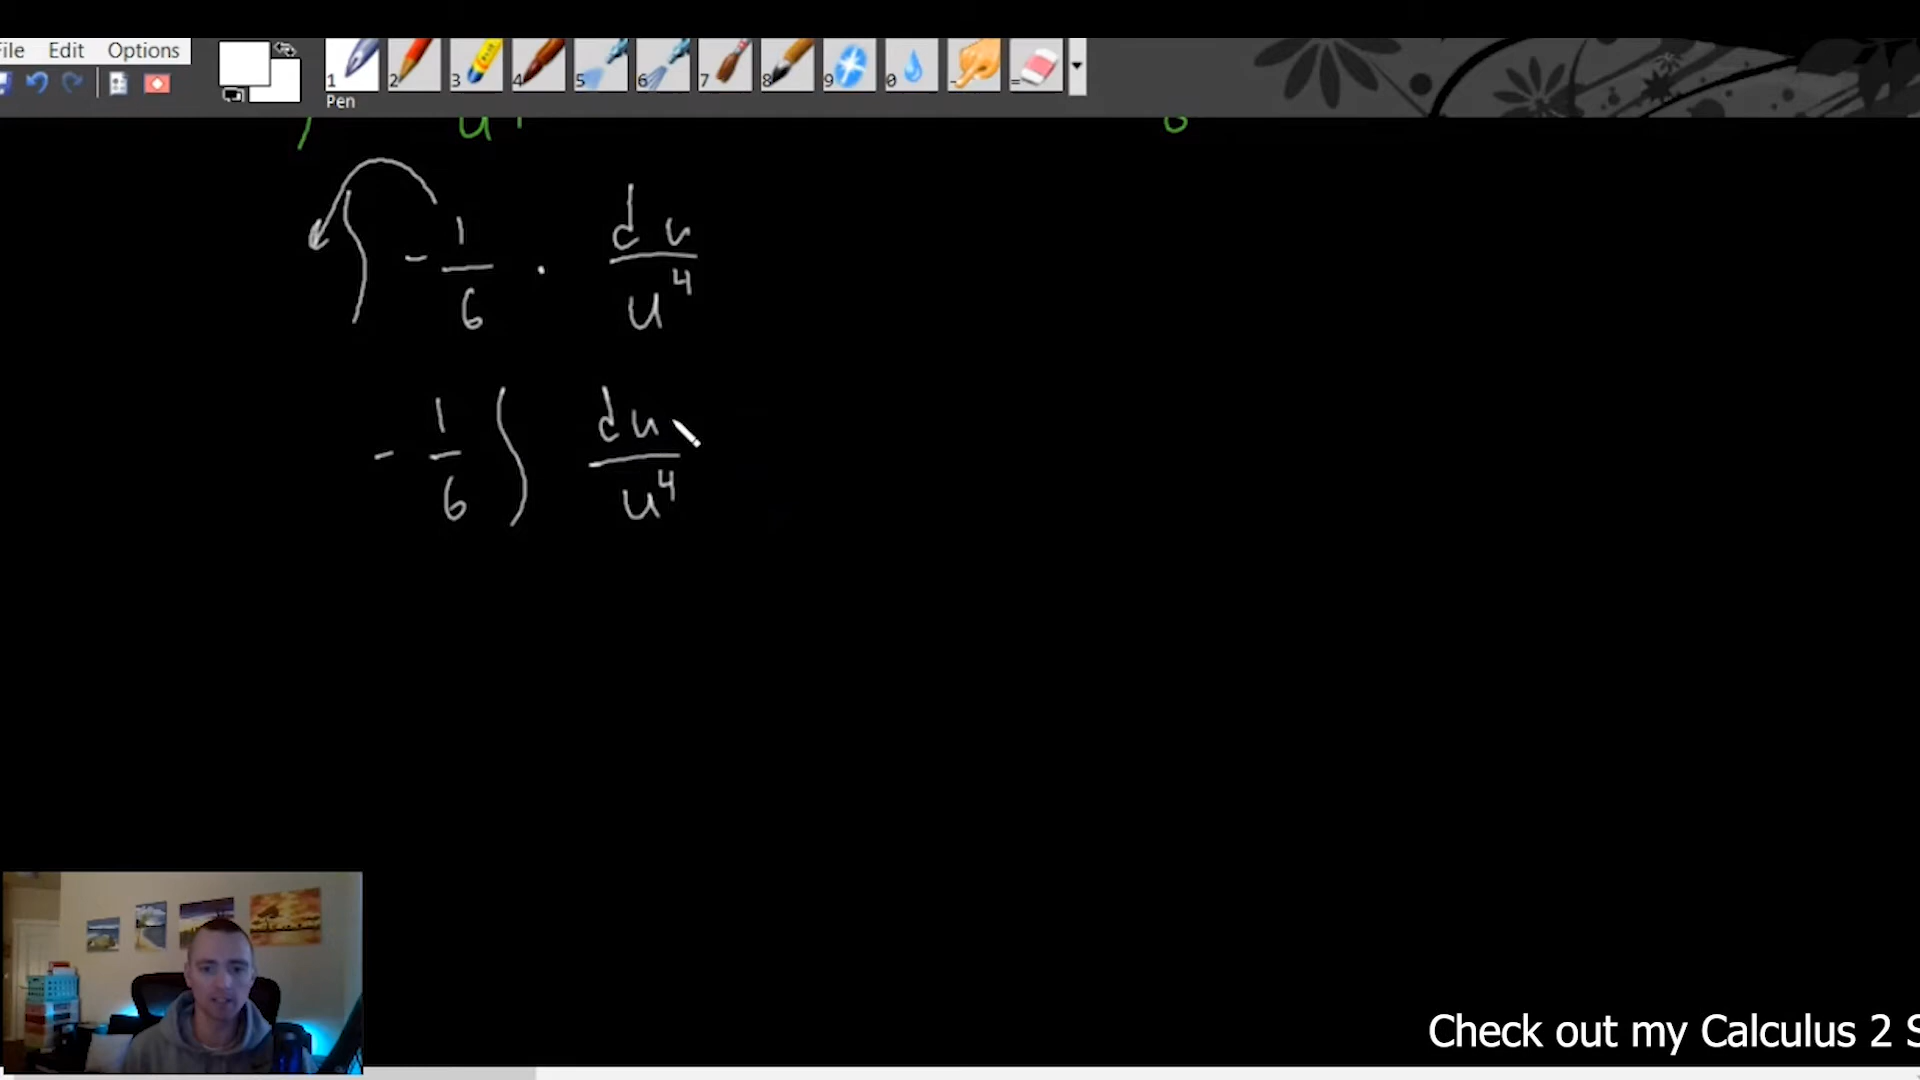 File Edit Options
1 2 3 4 5 6 7 8 9 0 - =
Pen
u
∫ - 1/6 · du/u⁴
- 1/6 ∫ du/u⁴
Check out my Calculus 2 S